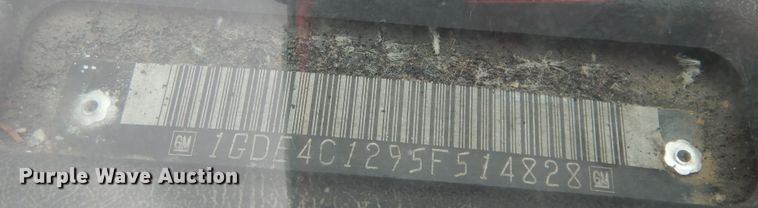 GM 1GDE4C1295F514828 GM
Purple Wave Auction